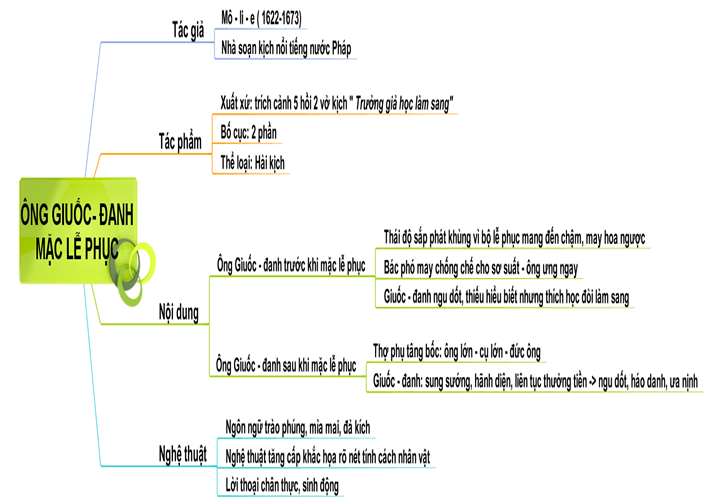 ÔNG GIUỐC- ĐANH
MẶC LỄ PHỤC
Tác giả
Mô - li - e ( 1622-1673)
Nhà soạn kịch nổi tiếng nước Pháp
Tác phẩm
Xuất xứ: trích cảnh 5 hồi 2 vở kịch " Trưởng giả học làm sang"
Bố cục: 2 phần
Thể loại: Hài kịch
Nội dung
Ông Giuốc - đanh trước khi mặc lễ phục
Thái độ sắp phát khùng vì bộ lễ phục mang đến chậm, may hoa ngược
Bác phó may chống chế cho sơ suất - ông ưng ngay
Giuốc - đanh ngu dốt, thiếu hiểu biết nhưng thích học đòi làm sang
Ông Giuốc - đanh sau khi mặc lễ phục
Thợ phụ tâng bốc: ông lớn - cụ lớn - đức ông
Giuốc - đanh: sung sướng, hãnh diện, liên tục thưởng tiền -> ngu dốt, háo danh, ưa nịnh
Nghệ thuật
Ngôn ngữ trào phúng, mỉa mai, đả kích
Nghệ thuật tăng cấp khắc họa rõ nét tính cách nhân vật
Lời thoại chân thực, sinh động